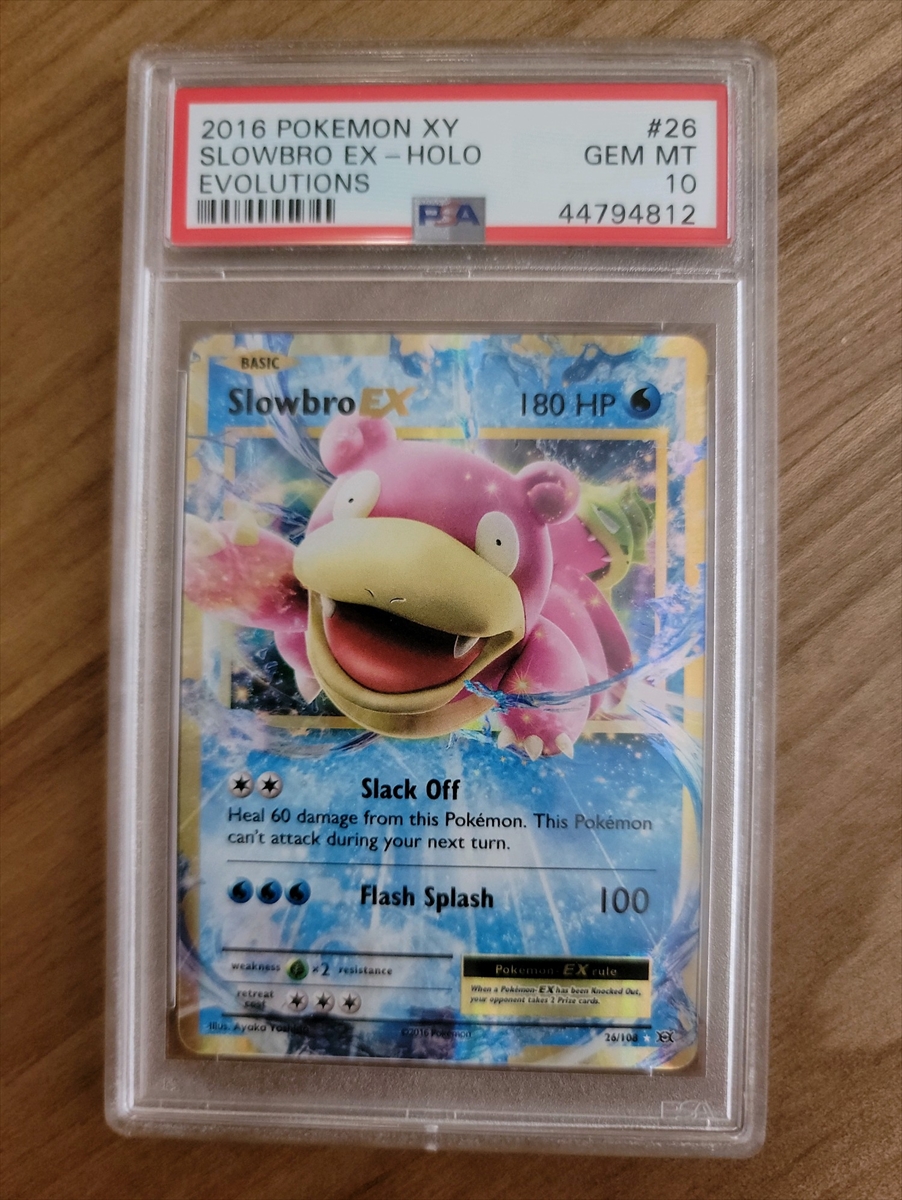 2016 POKEMON XY #26
SLOWBRO EX - HOLO GEM MT
EVOLUTIONS 10
PSA 44794812
BASIC
Slowbro EX 180 HP
Slack Off
Heal 60 damage from this Pokémon. This Pokémon
can't attack during your next turn.
Flash Splash 100
weakness ×2 resistance
Pokémon-EX rule
When a Pokémon-EX has been Knocked Out,
your opponent takes 2 Prize cards.
retreat cost
Illus. Ayaka
©2016 Pokémon
26/108